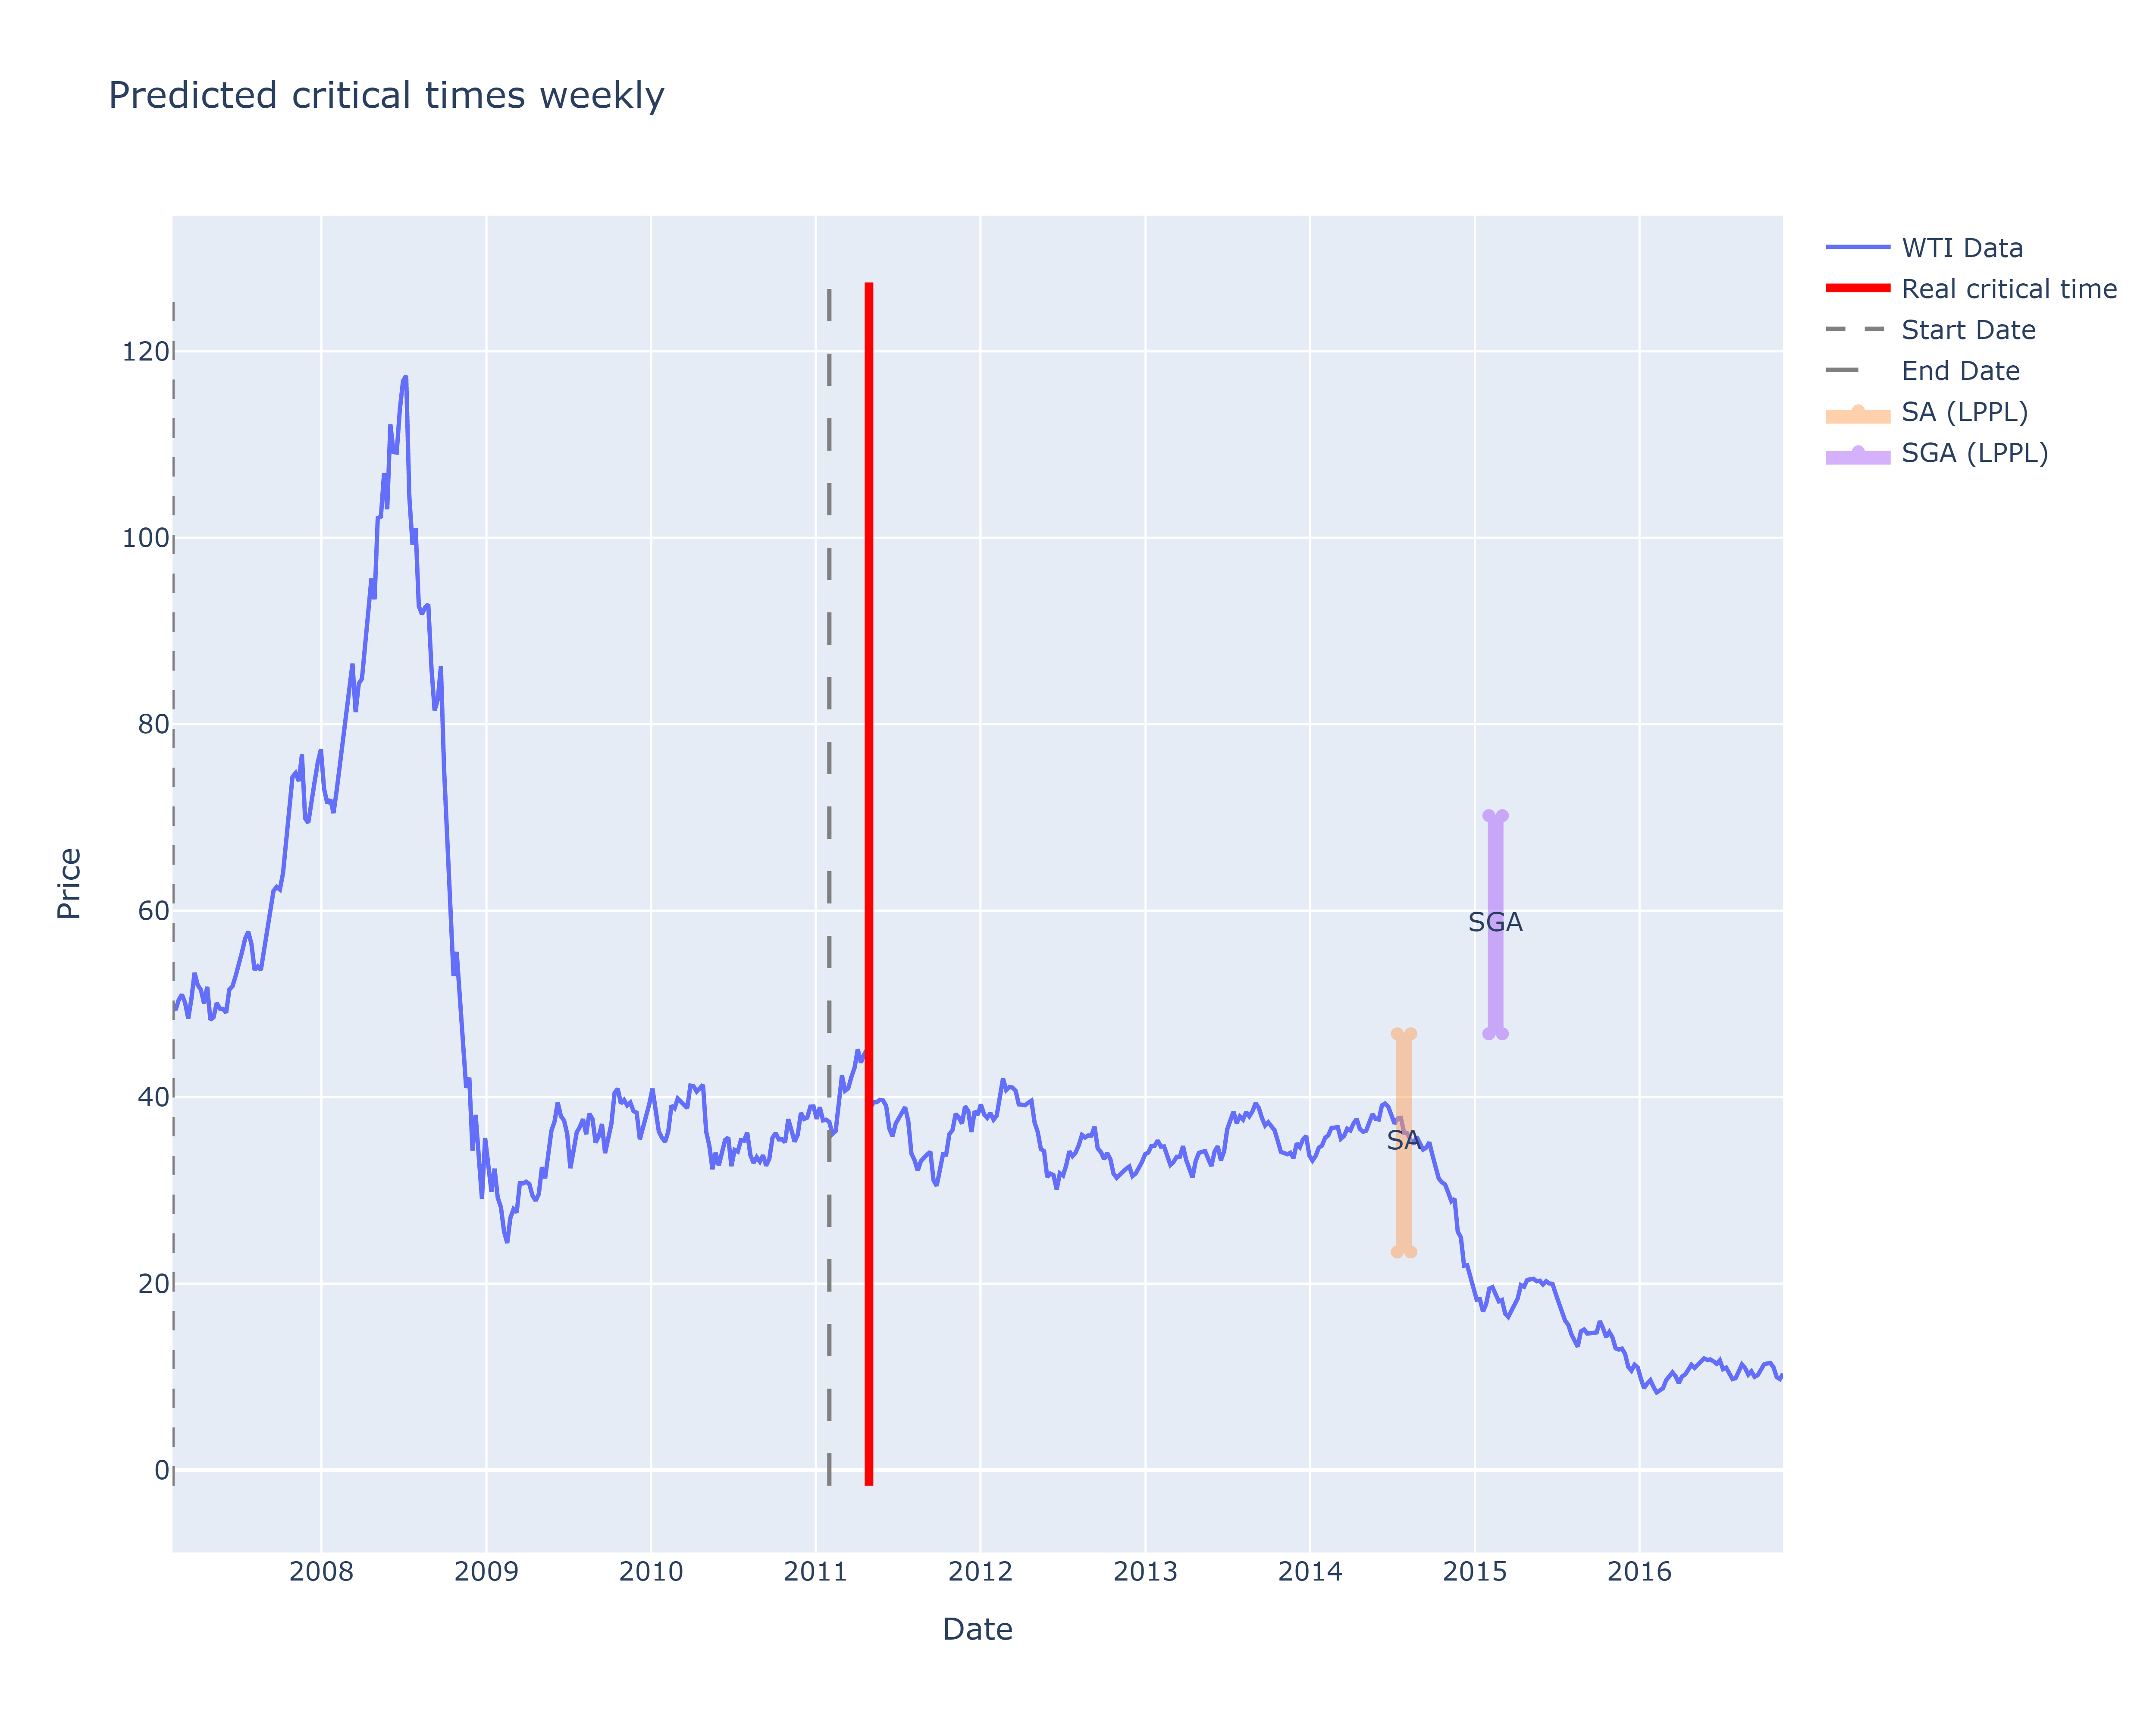 Predicted critical times weekly
WTI Data
Real critical time
Start Date
End Date
SA (LPPL)
SGA (LPPL)
120
100
80
60
40
20
0
Price
SGA
SA
2008
2009
2010
2011
2012
2013
2014
2015
2016
Date